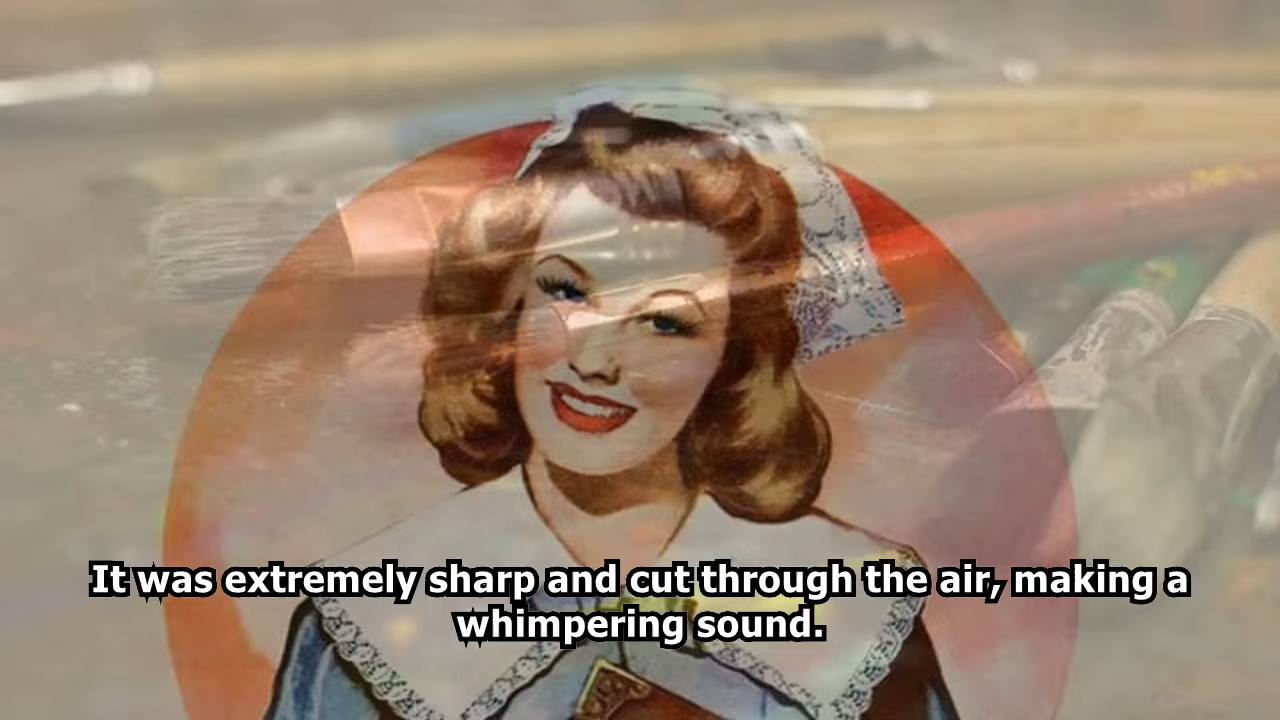 It was extremely sharp and cut through the air, making a
whimpering sound.